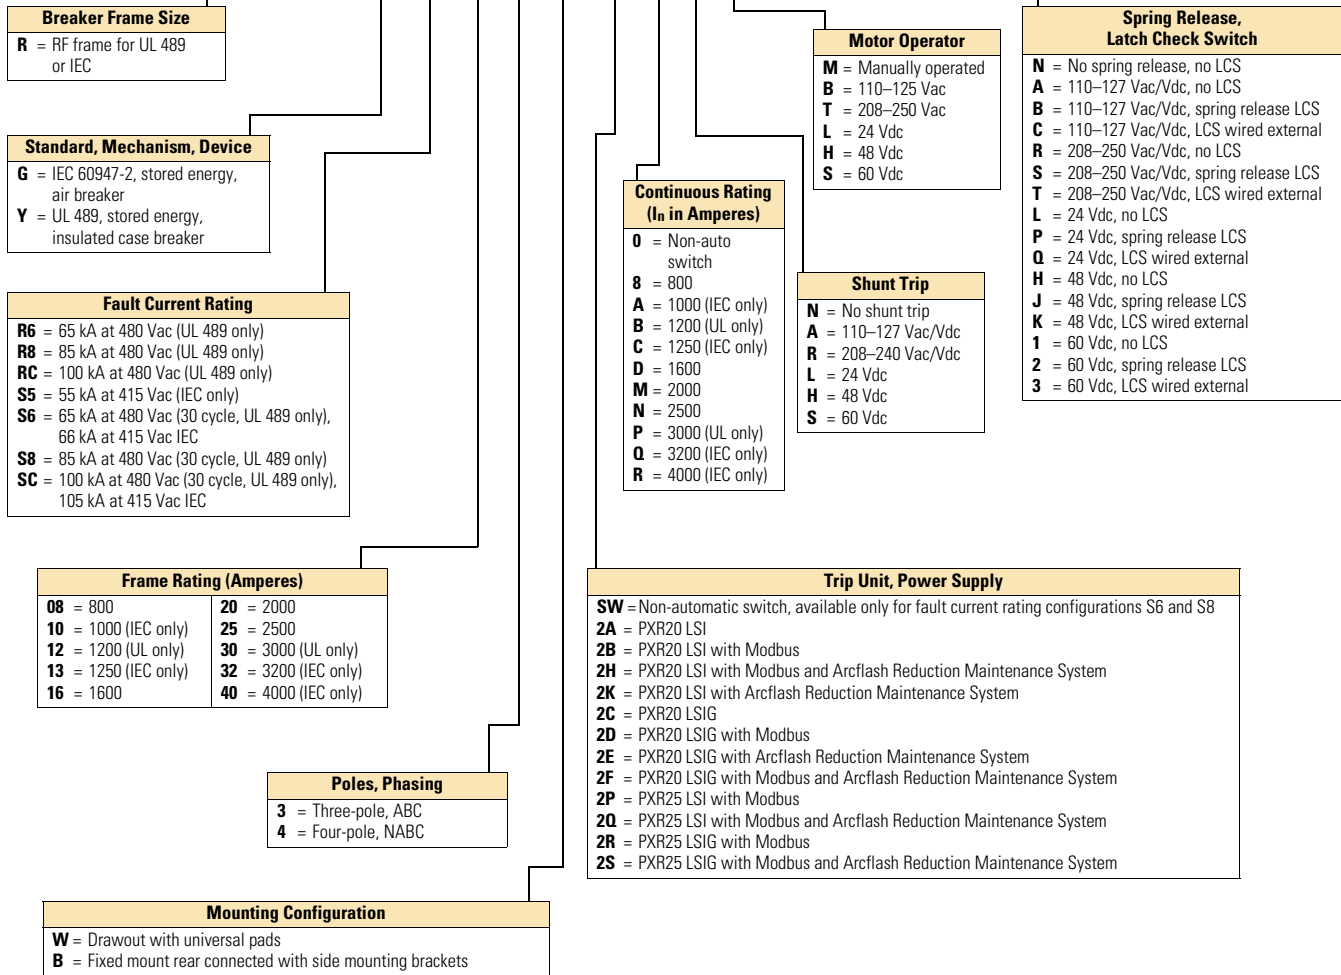 Breaker Frame Size
R = RF frame for UL 489
or IEC
Standard, Mechanism, Device
G = IEC 60947-2, stored energy,
air breaker
Y = UL 489, stored energy,
insulated case breaker
Fault Current Rating
R6 = 65 kA at 480 Vac (UL 489 only)
R8 = 85 kA at 480 Vac (UL 489 only)
RC = 100 kA at 480 Vac (UL 489 only)
S5 = 55 kA at 415 Vac (IEC only)
S6 = 65 kA at 480 Vac (30 cycle, UL 489 only),
66 kA at 415 Vac IEC
S8 = 85 kA at 480 Vac (30 cycle, UL 489 only)
SC = 100 kA at 480 Vac (30 cycle, UL 489 only),
105 kA at 415 Vac IEC
Frame Rating (Amperes)
08 = 800
10 = 1000 (IEC only)
12 = 1200 (UL only)
13 = 1250 (IEC only)
16 = 1600
20 = 2000
25 = 2500
30 = 3000 (UL only)
32 = 3200 (IEC only)
40 = 4000 (IEC only)
Poles, Phasing
3 = Three-pole, ABC
4 = Four-pole, NABC
Mounting Configuration
W = Drawout with universal pads
B = Fixed mount rear connected with side mounting brackets
Trip Unit, Power Supply
SW = Non-automatic switch, available only for fault current rating configurations S6 and S8
2A = PXR20 LSI
2B = PXR20 LSI with Modbus
2H = PXR20 LSI with Modbus and Arcflash Reduction Maintenance System
2K = PXR20 LSI with Arcflash Reduction Maintenance System
2C = PXR20 LSIG
2D = PXR20 LSIG with Modbus
2E = PXR20 LSIG with Arcflash Reduction Maintenance System
2F = PXR20 LSIG with Modbus and Arcflash Reduction Maintenance System
2P = PXR25 LSI with Modbus
2Q = PXR25 LSI with Modbus and Arcflash Reduction Maintenance System
2R = PXR25 LSIG with Modbus
2S = PXR25 LSIG with Modbus and Arcflash Reduction Maintenance System
Continuous Rating
(In in Amperes)
0 = Non-auto
switch
8 = 800
A = 1000 (IEC only)
B = 1200 (UL only)
C = 1250 (IEC only)
D = 1600
M = 2000
N = 2500
P = 3000 (UL only)
Q = 3200 (IEC only)
R = 4000 (IEC only)
Shunt Trip
N = No shunt trip
A = 110–127 Vac/Vdc
R = 208–240 Vac/Vdc
L = 24 Vdc
H = 48 Vdc
S = 60 Vdc
Motor Operator
M = Manually operated
B = 110–125 Vac
T = 208–250 Vac
L = 24 Vdc
H = 48 Vdc
S = 60 Vdc
Spring Release,
Latch Check Switch
N = No spring release, no LCS
A = 110–127 Vac/Vdc, no LCS
B = 110–127 Vac/Vdc, spring release LCS
C = 110–127 Vac/Vdc, LCS wired external
R = 208–250 Vac/Vdc, no LCS
S = 208–250 Vac/Vdc, spring release LCS
T = 208–250 Vac/Vdc, LCS wired external
L = 24 Vdc, no LCS
P = 24 Vdc, spring release LCS
Q = 24 Vdc, LCS wired external
H = 48 Vdc, no LCS
J = 48 Vdc, spring release LCS
K = 48 Vdc, LCS wired external
1 = 60 Vdc, no LCS
2 = 60 Vdc, spring release LCS
3 = 60 Vdc, LCS wired external